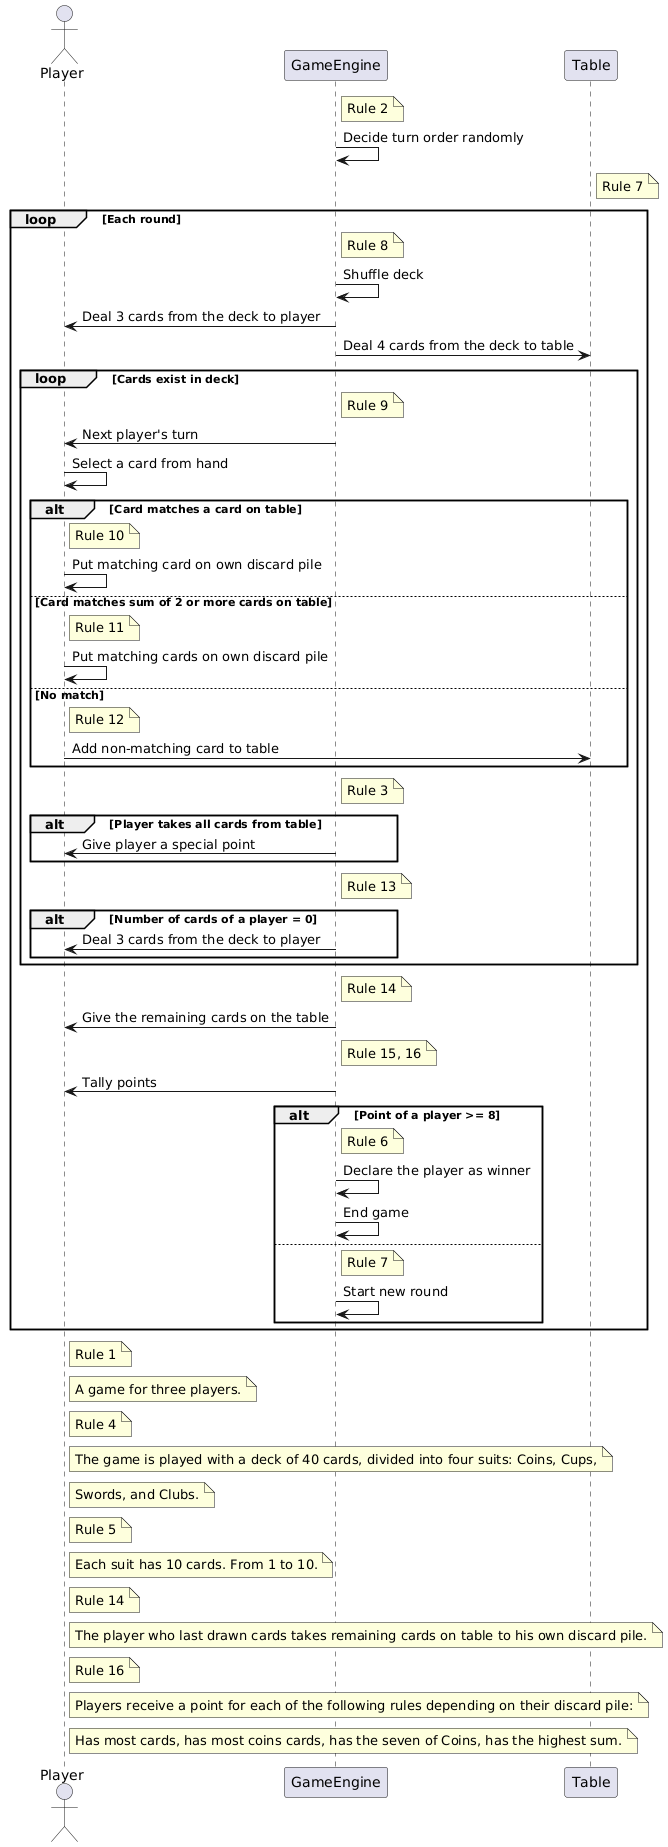 Player
GameEngine
Table
Rule 2
Decide turn order randomly
Rule 7
loop [Each round]
Rule 8
Shuffle deck
Deal 3 cards from the deck to player
Deal 4 cards from the deck to table
loop [Cards exist in deck]
Rule 9
Next player's turn
Select a card from hand
alt [Card matches a card on table]
Rule 10
Put matching card on own discard pile
[Card matches sum of 2 or more cards on table]
Rule 11
Put matching cards on own discard pile
[No match]
Rule 12
Add non-matching card to table
Rule 3
alt [Player takes all cards from table]
Give player a special point
Rule 13
alt [Number of cards of a player = 0]
Deal 3 cards from the deck to player
Rule 14
Give the remaining cards on the table
Rule 15, 16
Tally points
alt [Point of a player >= 8]
Rule 6
Declare the player as winner
End game
Rule 7
Start new round
Rule 1
A game for three players.
Rule 4
The game is played with a deck of 40 cards, divided into four suits: Coins, Cups,
Swords, and Clubs.
Rule 5
Each suit has 10 cards. From 1 to 10.
Rule 14
The player who last drawn cards takes remaining cards on table to his own discard pile.
Rule 16
Players receive a point for each of the following rules depending on their discard pile:
Has most cards, has most coins cards, has the seven of Coins, has the highest sum.
Player
GameEngine
Table